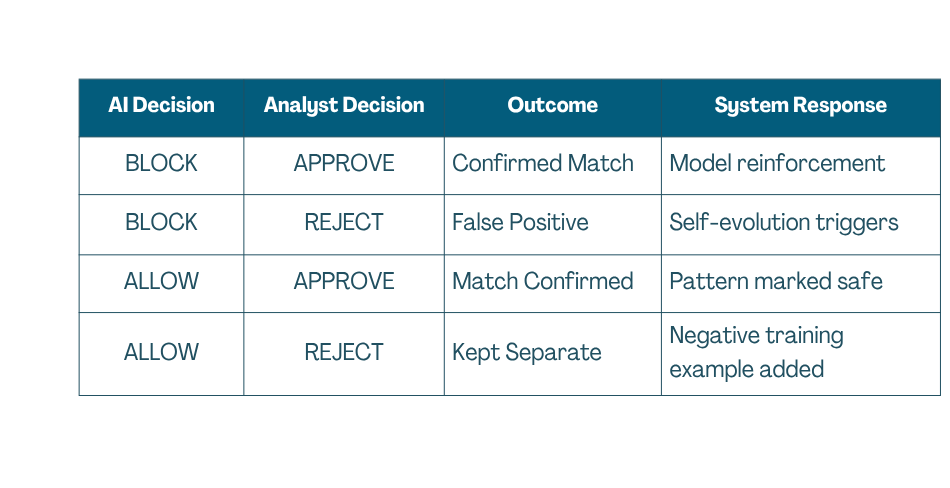 AI Decision Analyst Decision Outcome System Response
BLOCK APPROVE Confirmed Match Model reinforcement
BLOCK REJECT False Positive Self-evolution triggers
ALLOW APPROVE Match Confirmed Pattern marked safe
ALLOW REJECT Kept Separate Negative training
example added